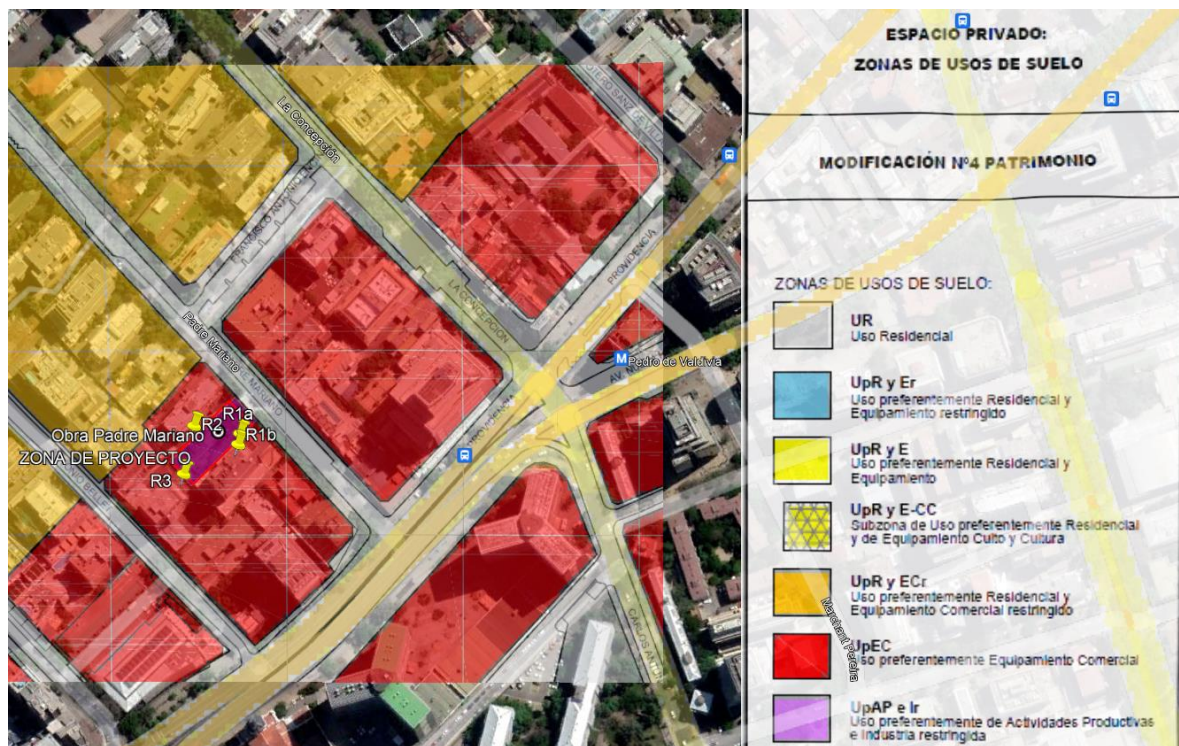 La Concepción
FRANCISCO ANTONIO
LA CONCEPCIÓN
PROVIDENCIA
Padre Mariano
MARIANO
Pedro de Valdivia
M
R1a
R2
R1b
Obra Padre Mariano
ZONA DE PROYECTO
R3
ESPACIO PRIVADO:
ZONAS DE USOS DE SUELO
MODIFICACIÓN Nº4 PATRIMONIO
ZONAS DE USOS DE SUELO:
UR
Uso Residencial
UpR y Er
Uso preferentemente Residencial y
Equipamiento restringido
UpR y E
Uso preferentemente Residencial y
Equipamiento
UpR y E-CC
Subzona de Uso preferentemente Residencial
y de Equipamiento Culto y Cultura
UpR y ECr
Uso preferentemente Residencial y
Equipamiento Comercial restringido
UpEC
Uso preferentemente Equipamiento Comercial
Marchant Pereira
UpAP e Ir
Uso preferentemente de Actividades Productivas
e Industria restringida